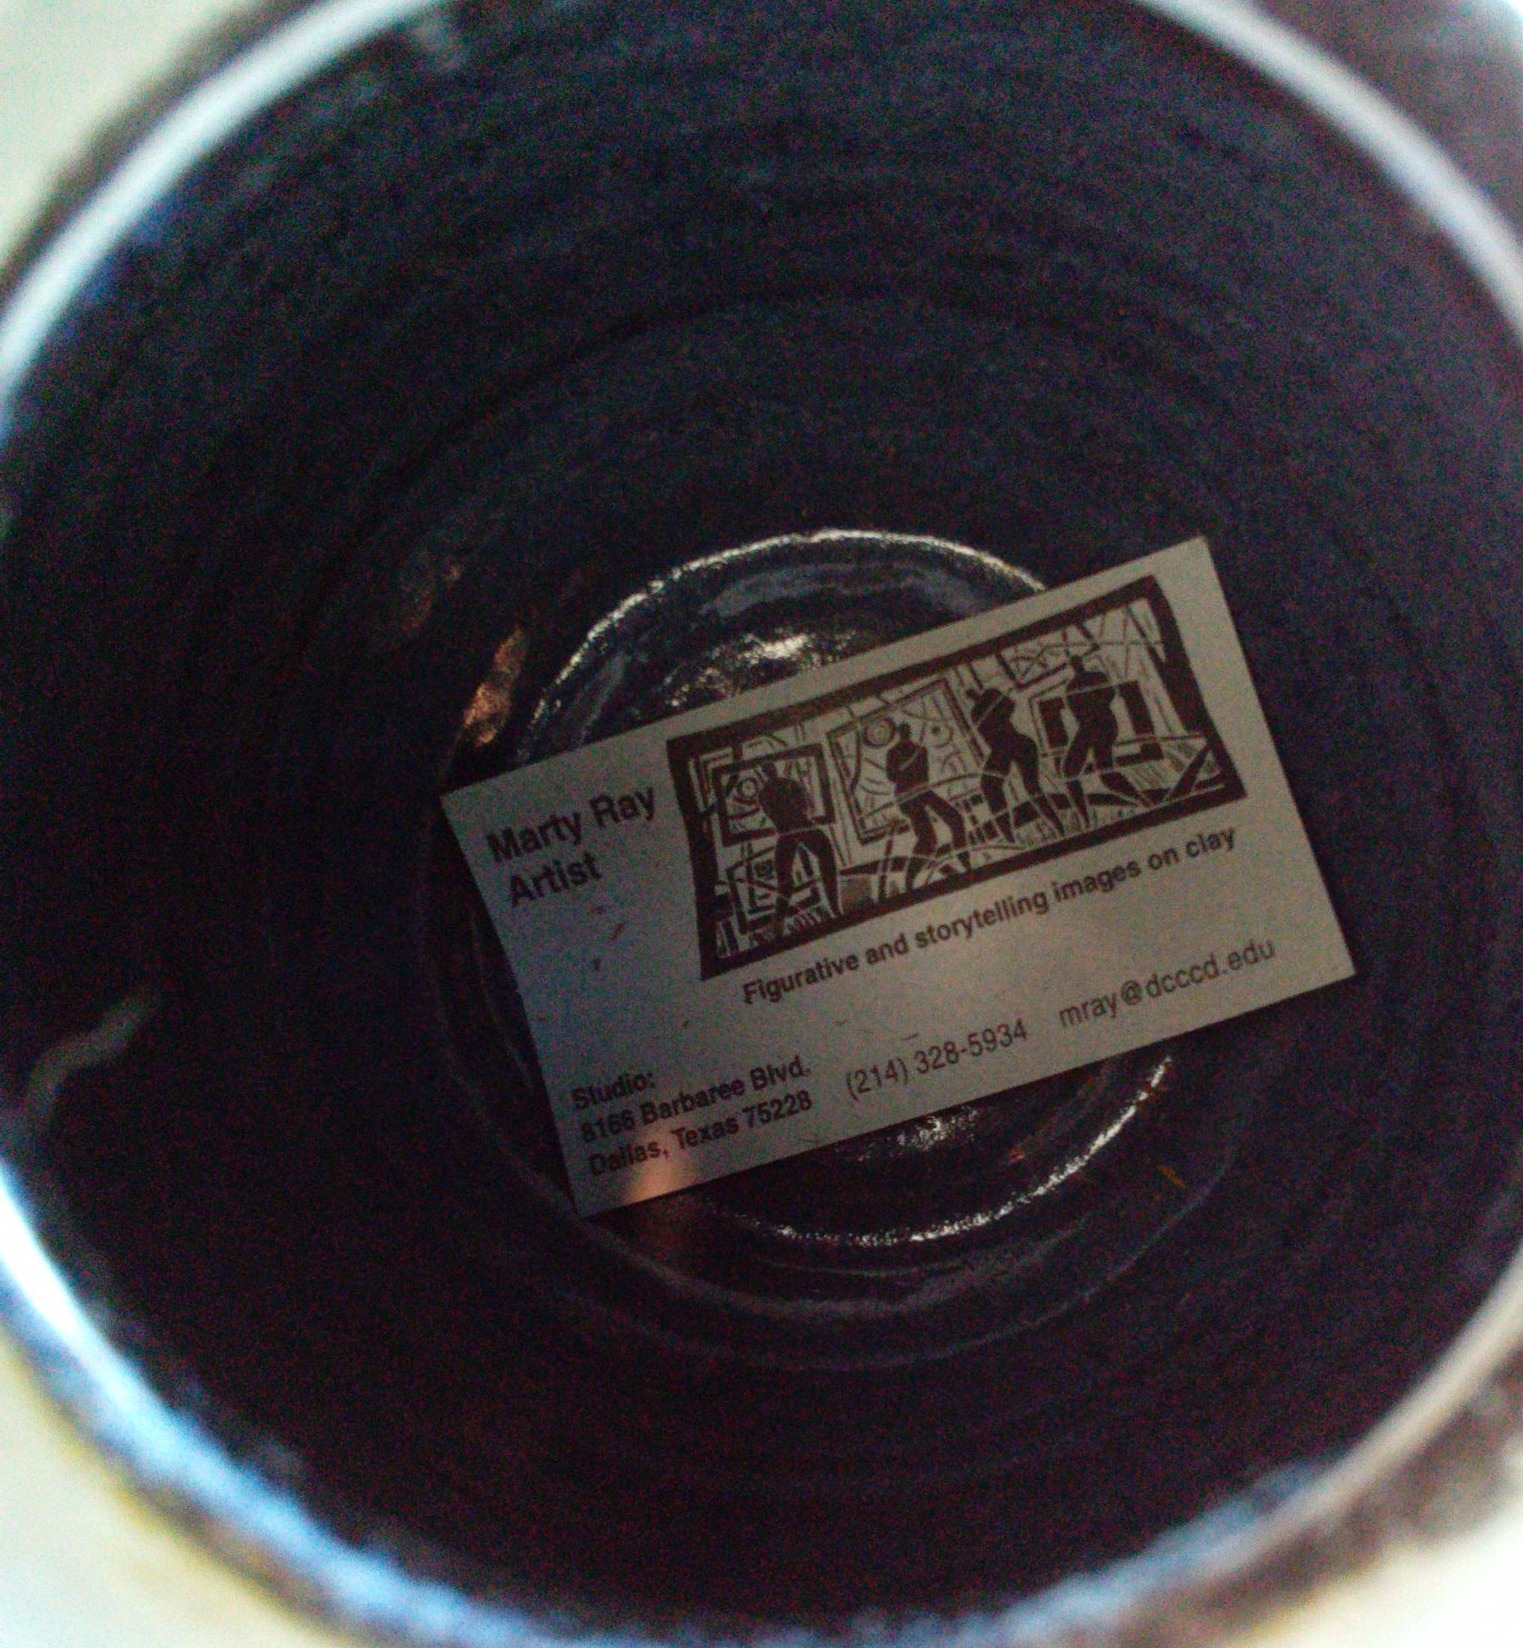 Marty Ray
Artist
Figurative and storytelling images on clay
Studio:
8166 Barbaree Blvd.
Dallas, Texas 75228
(214) 328-5934
mray@dcccd.edu